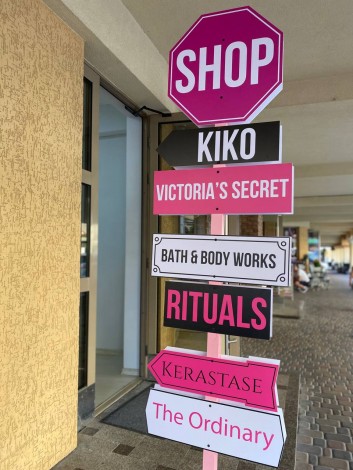 SHOP
KIKO
VICTORIA'S SECRET
BATH & BODY WORKS
RITUALS
KERASTASE
The Ordinary